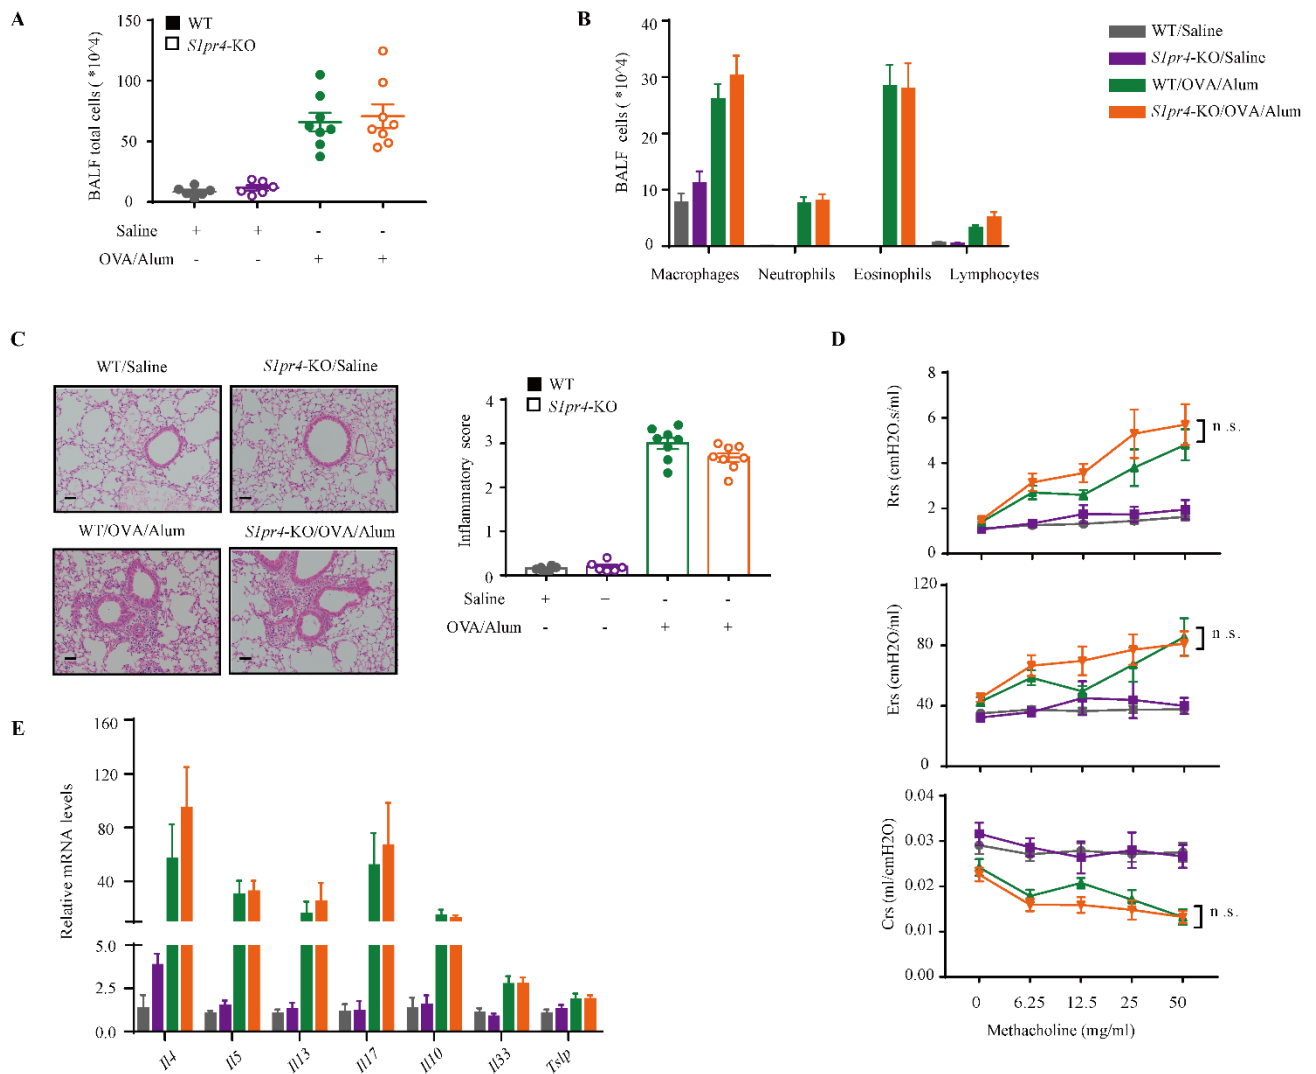 A
150
100
50
0
BALF total cells ( *10^4)
WT
S1pr4-KO
Saline + + - -
OVA/Alum - - + +
B
40
30
20
10
0
BALF cells ( *10^4)
Macrophages Neutrophils Eosinophils Lymphocytes
WT/Saline
S1pr4-KO/Saline
WT/OVA/Alum
S1pr4-KO/OVA/Alum
C
WT/Saline S1pr4-KO/Saline
WT/OVA/Alum S1pr4-KO/OVA/Alum
WT
S1pr4-KO
4
3
2
1
0
Inflammatory score
Saline + – - -
OVA/Alum - - + +
D
8
6
4
2
0
Rrs (cmH2O.s/ml)
n .s.
120
80
40
0
Ers (cmH2O/ml)
n .s.
0.04
0.03
0.02
0.01
0.00
Crs (ml/cmH2O)
n .s.
0 6.25 12.5 25 50
Methacholine (mg/ml)
E
160
120
80
40
5.0
2.5
0.0
Relative mRNA levels
Il4 Il5 Il13 Il17 Il10 Il33 Tslp